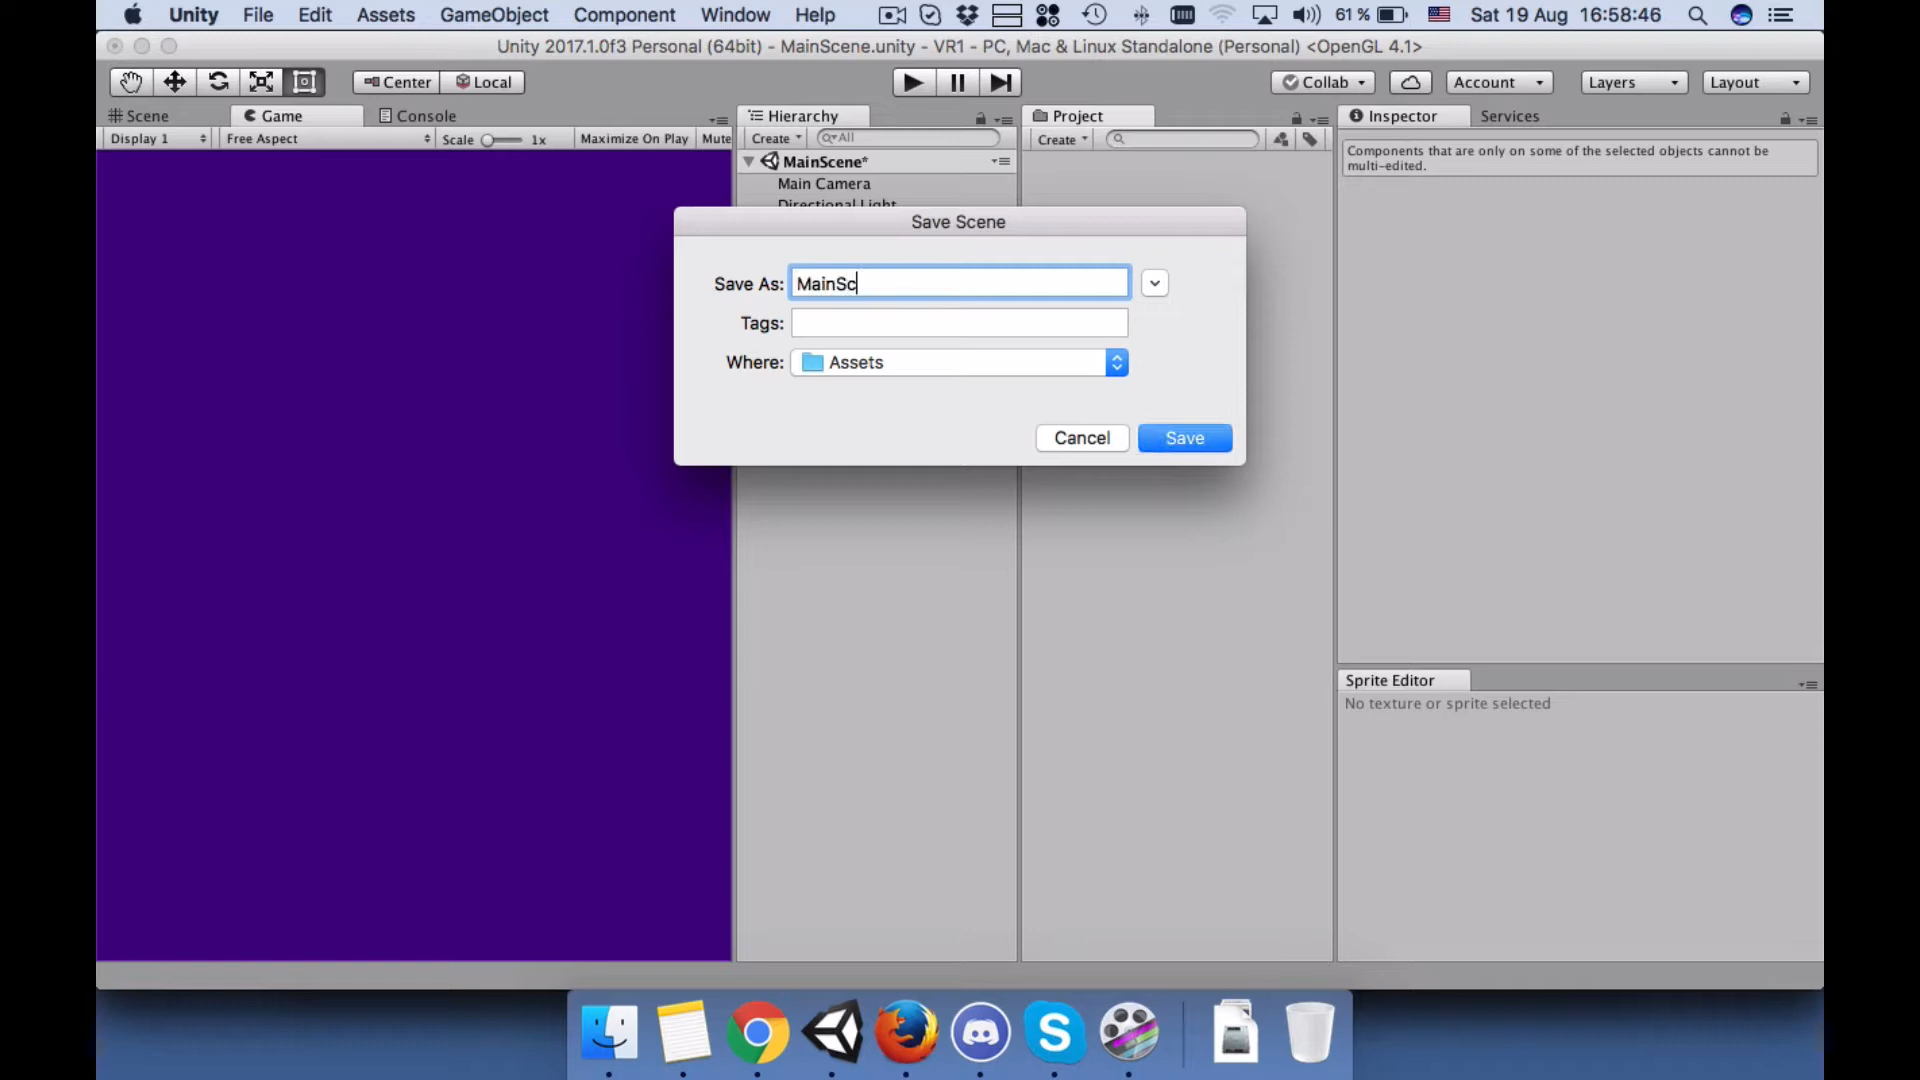 Unity File Edit Assets GameObject Component Window Help 61 % Sat 19 Aug 16:58:46
Unity 2017.1.0f3 Personal (64bit) - MainScene.unity - VR1 - PC, Mac & Linux Standalone (Personal) <OpenGL 4.1>
Center Local Collab Account Layers Layout
Scene Game Console Hierarchy Project Inspector Services
Display 1 Free Aspect Scale 1x Maximize On Play Mute Create All Create
MainScene*
Main Camera
Directional Light
Components that are only on some of the selected objects cannot be
multi-edited.
Save Scene
Save As: MainSc
Tags:
Where: Assets
Cancel Save
Sprite Editor
No texture or sprite selected
S